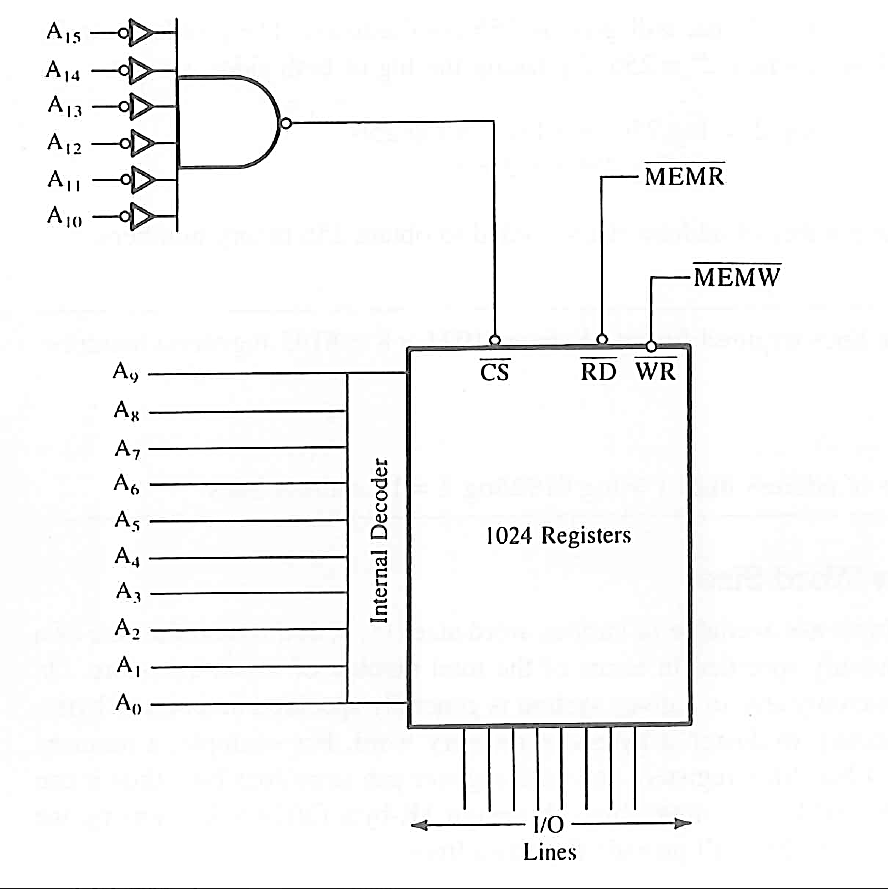 A15
A14
A13
A12
A11
A10
MEMR
MEMW
CS RD WR
A9
A8
A7
A6
A5
A4
A3
A2
A1
A0
Internal Decoder
1024 Registers
I/O
Lines